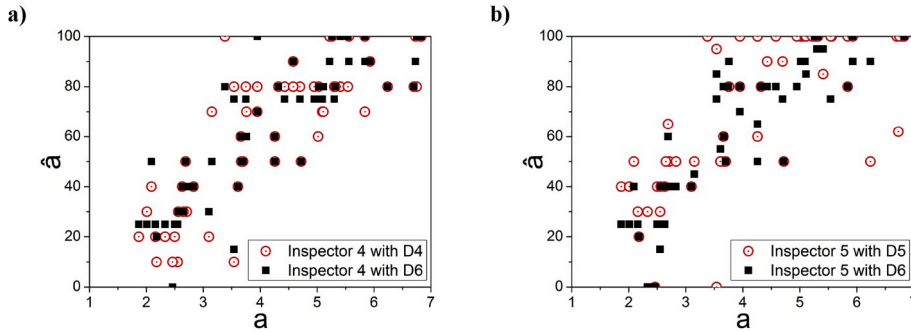 a)
100
80
60
40
20
0
â
1 2 3 4 5 6 7
a
Inspector 4 with D4
Inspector 4 with D6
b)
100
80
60
40
20
0
â
1 2 3 4 5 6 7
a
Inspector 5 with D5
Inspector 5 with D6